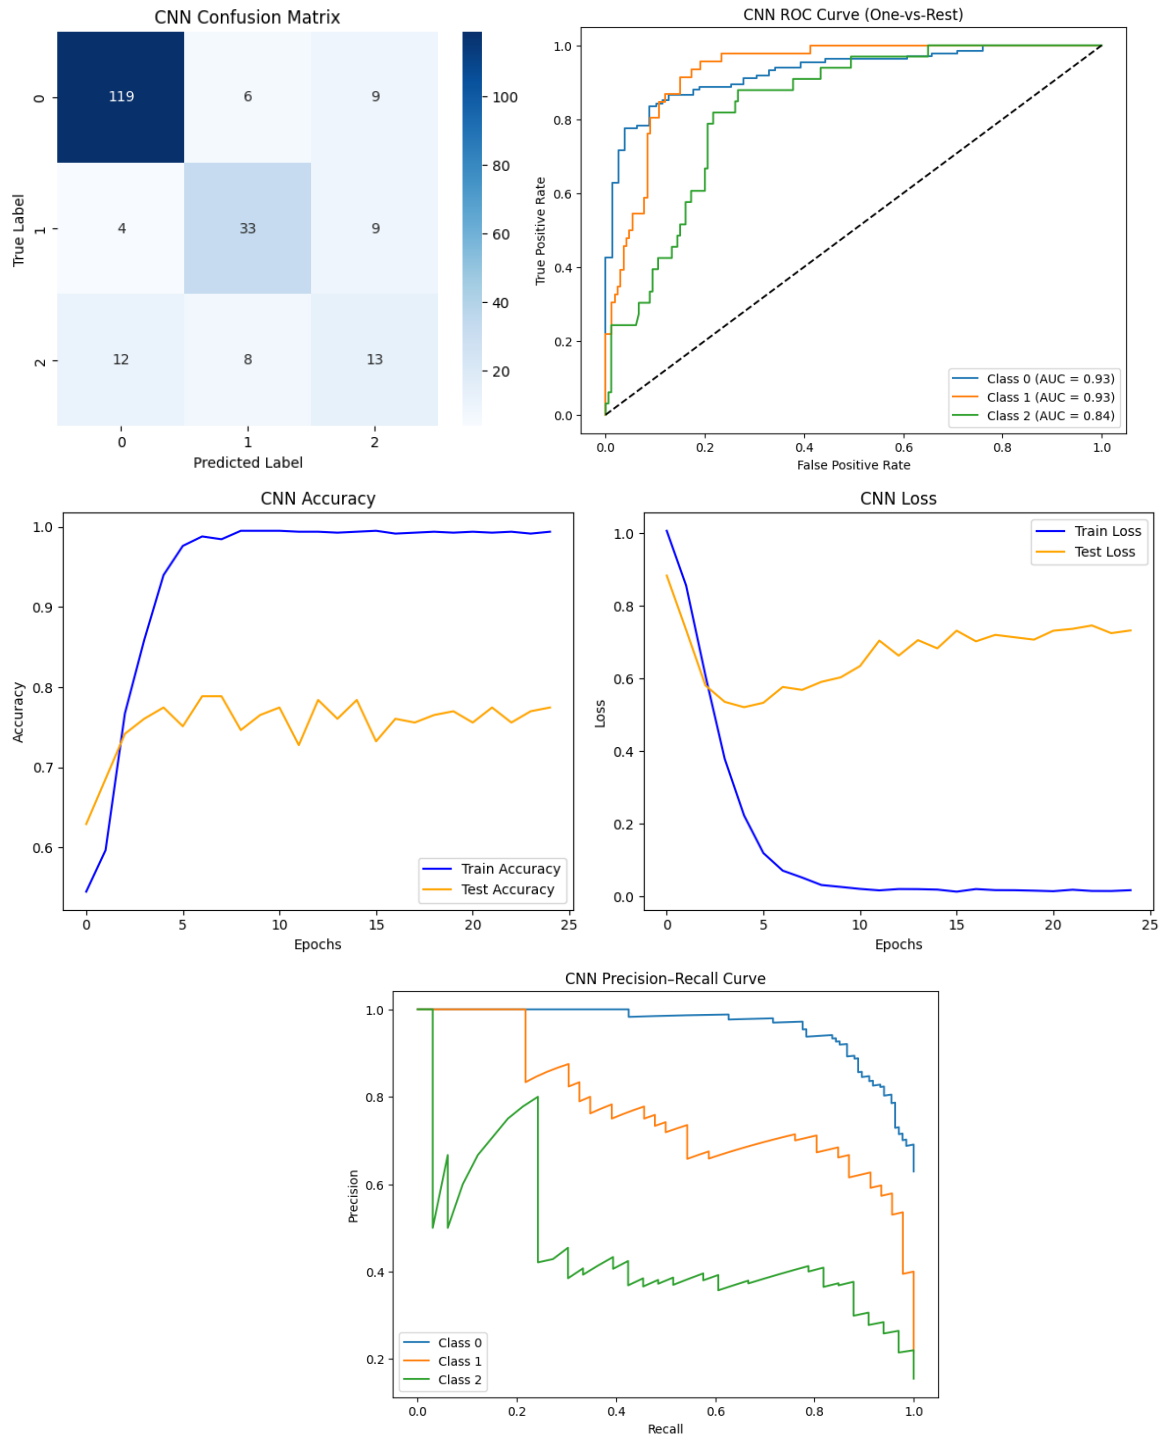 CNN Confusion Matrix
119 6 9
4 33 9
12 8 13
0
1
2
True Label
0 1 2
Predicted Label
100
80
60
40
20
CNN ROC Curve (One-vs-Rest)
1.0
0.8
0.6
0.4
0.2
0.0
True Positive Rate
Class 0 (AUC = 0.93)
Class 1 (AUC = 0.93)
Class 2 (AUC = 0.84)
0.0 0.2 0.4 0.6 0.8 1.0
False Positive Rate
CNN Accuracy
1.0
0.9
0.8
0.7
0.6
Accuracy
Train Accuracy
Test Accuracy
0 5 10 15 20 25
Epochs
CNN Loss
Train Loss
Test Loss
1.0
0.8
0.6
0.4
0.2
0.0
Loss
0 5 10 15 20 25
Epochs
CNN Precision–Recall Curve
1.0
0.8
0.6
0.4
0.2
Precision
Class 0
Class 1
Class 2
0.0 0.2 0.4 0.6 0.8 1.0
Recall